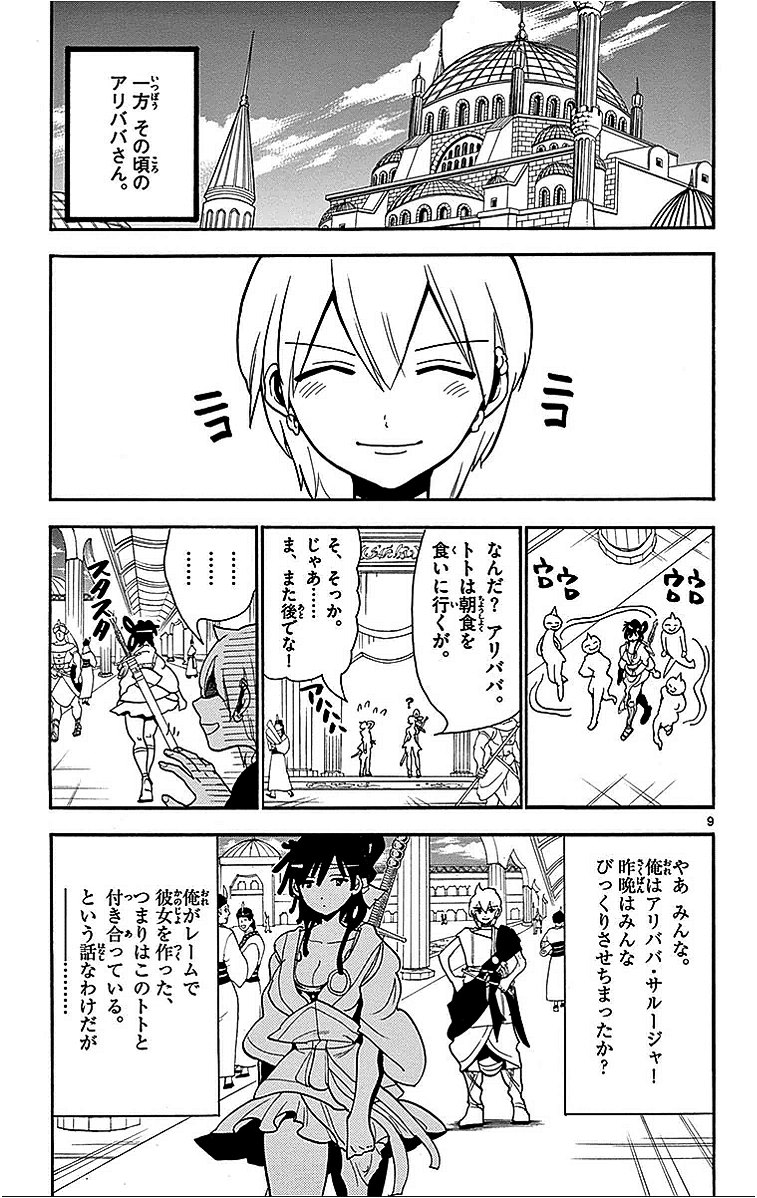 一方 その頃の
アリババさん。
ニコ
ニコ
ウロ
ウロ
なんだ? アリババ。
トトは朝食を
食いに行くが。
そ、そっか。
じゃあ……
ま、また後でな!
?
………
………
スタスタ
9
やぁ みんな。
俺はアリババ・サルージャ!
昨晩はみんな
びっくりさせちまったか?
俺がレームで
彼女を作った、
つまりはこのトトと
付き合っている。
という話なわけだが
………………